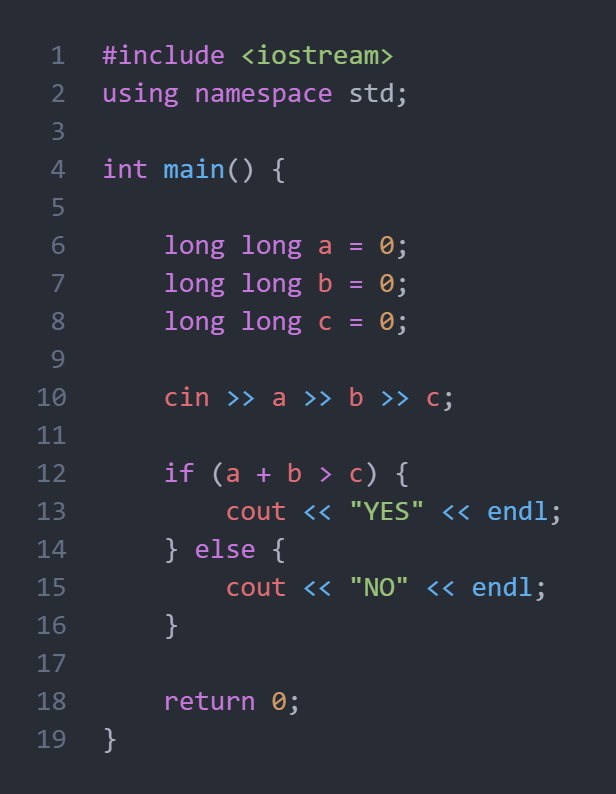 1 #include <iostream>
2 using namespace std;
3
4 int main() {
5
6     long long a = 0;
7     long long b = 0;
8     long long c = 0;
9
10     cin >> a >> b >> c;
11
12     if (a + b > c) {
13         cout << "YES" << endl;
14     } else {
15         cout << "NO" << endl;
16     }
17
18     return 0;
19 }